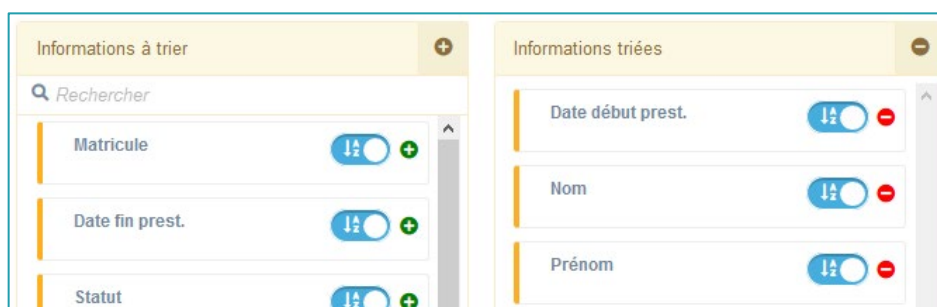 Informations à trier
Rechercher
Matricule
Date fin prest.
Statut
Informations triées
Date début prest.
Nom
Prénom